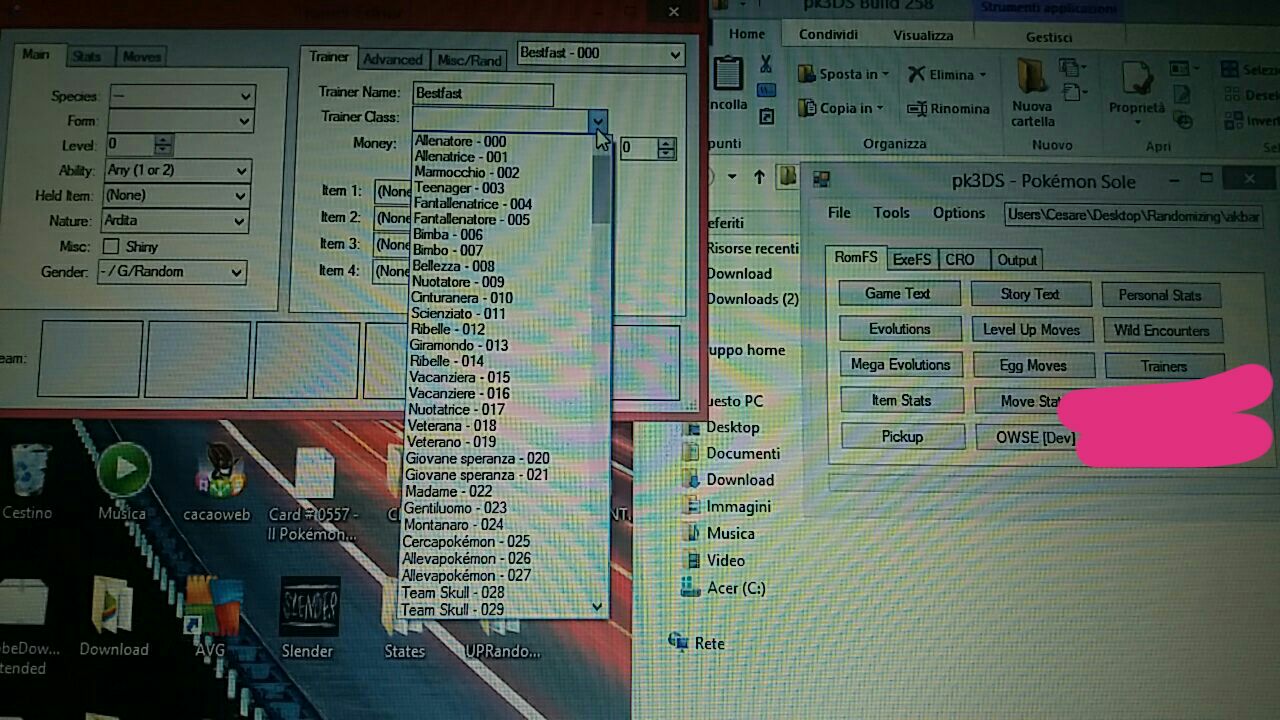 pk3DS Build 258
Strumenti applicazioni
Main
Stats
Moves
Species:
Form:
Level: 0
Ability: Any (1 or 2)
Held Item: (None)
Nature: Ardita
Misc: Shiny
Gender: - / G/Random
eam:
Trainer
Advanced
Misc/Rand
Bestfast - 000
Trainer Name: Bestfast
Trainer Class:
Money:
0
Item 1: (None
Item 2: (None
Item 3: (None
Item 4: (None
Allenatore - 000
Allenatrice - 001
Marmocchio - 002
Teenager - 003
Fantallenatrice - 004
Fantallenatore - 005
Bimba - 006
Bimbo - 007
Bellezza - 008
Nuotatore - 009
Cinturanera - 010
Scienziato - 011
Ribelle - 012
Giramondo - 013
Ribelle - 014
Vacanziera - 015
Vacanziere - 016
Nuotatrice - 017
Veterana - 018
Veterano - 019
Giovane speranza - 020
Giovane speranza - 021
Madame - 022
Gentiluomo - 023
Montanaro - 024
Cercapokémon - 025
Allevapokémon - 026
Allevapokémon - 027
Team Skull - 028
Team Skull - 029
Home
Condividi
Visualizza
Gestisci
ncolla
Sposta in
Copia in
Elimina
Rinomina
Nuova
cartella
Proprietà
Selezi
Desel
Invert
punti
Organizza
Nuovo
Apri
Sel
eferiti
Risorse recenti
Download
Downloads (2)
uppo home
uesto PC
Desktop
Documenti
Download
Immagini
Musica
Video
Acer (C:)
Rete
pk3DS - Pokémon Sole
File
Tools
Options
Users\Cesare\Desktop\Randomizing\akbar
RomFS
ExeFS
CRO
Output
Game Text
Story Text
Personal Stats
Evolutions
Level Up Moves
Wild Encounters
Mega Evolutions
Egg Moves
Trainers
Item Stats
Move Stat
Pickup
OWSE [Dev]
Cestino
Musica
cacaoweb
Card #0557 -
Il Pokémon...
NT
obeDow...
tended
Download
AVG
SLENDER
Slender
States
UPRando...